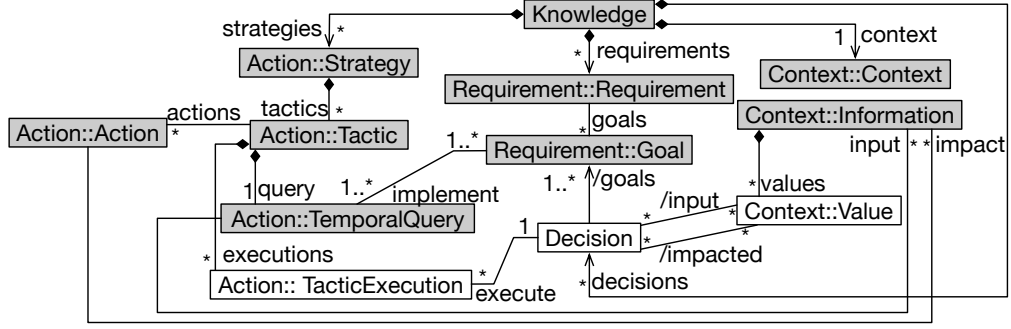 Knowledge
strategies *
* requirements
1 context
Action::Strategy
Context::Context
Requirement::Requirement
actions
tactics *
goals
*
Context::Information
Action::Action
*
Action::Tactic
1..*
Requirement::Goal
input * * impact
1 query
1..*
implement
1..*
/goals
* values
/input
Action::TemporalQuery
*
*
Context::Value
1
Decision
*
*
/impacted
* executions
Action:: TacticExecution
*
execute
* decisions